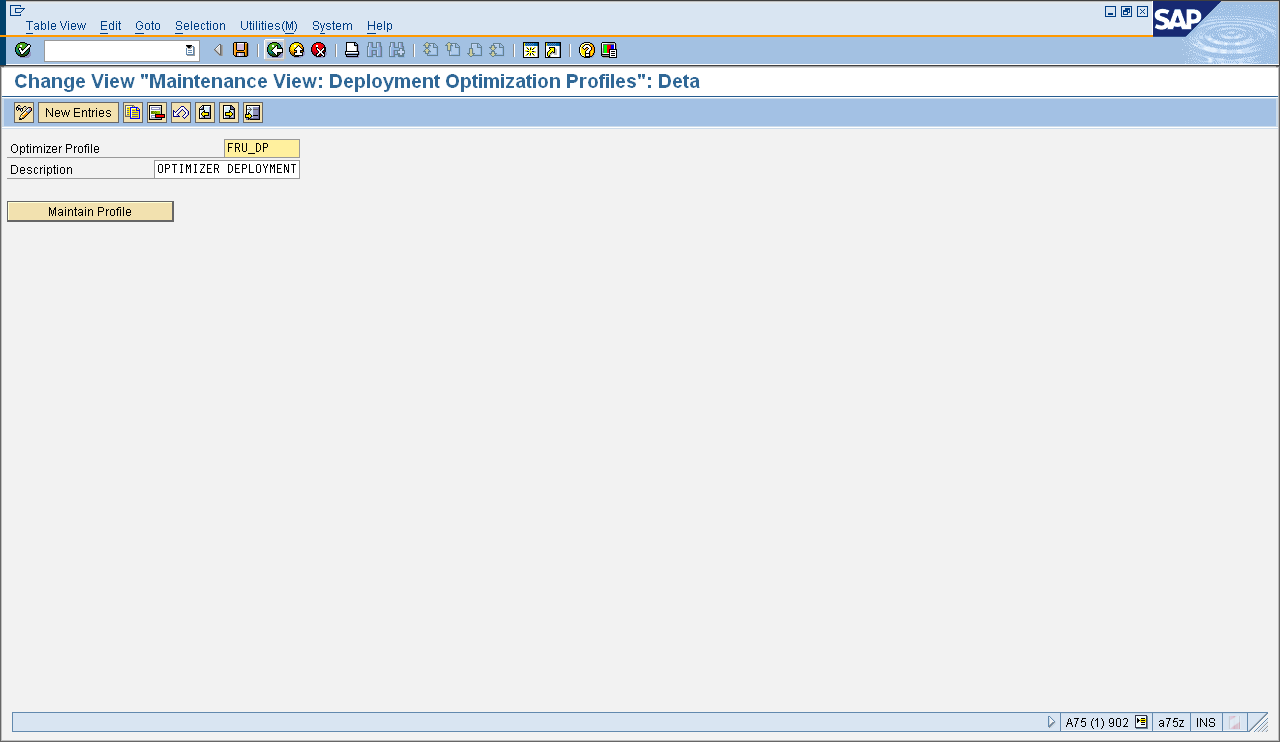 Table View Edit Goto Selection Utilities(M) System Help
SAP
Change View "Maintenance View: Deployment Optimization Profiles": Deta
New Entries
Optimizer Profile FRU_DP
Description OPTIMIZER DEPLOYMENT
Maintain Profile
A75 (1) 902 a75z INS